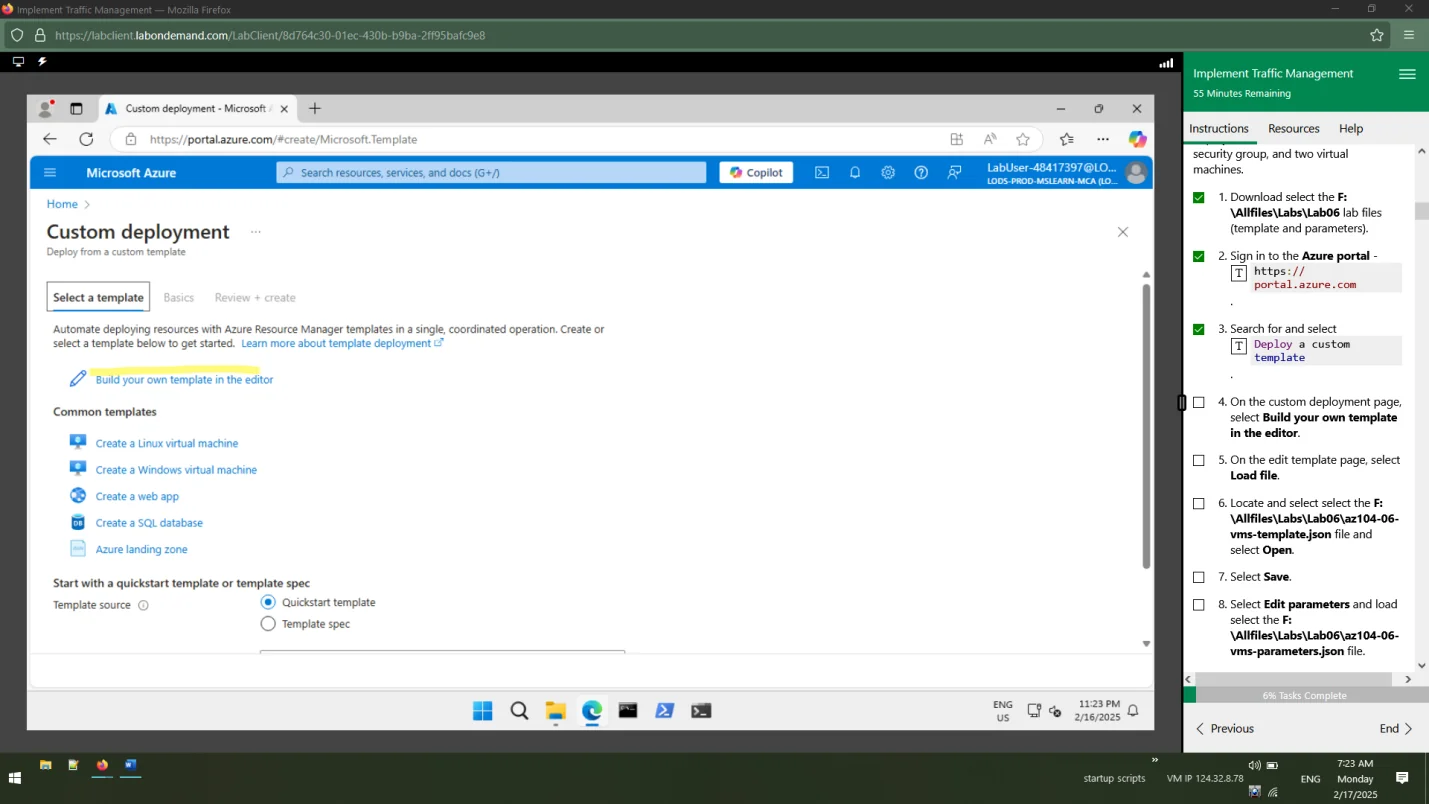 Implement Traffic Management — Mozilla Firefox
https://labclient.labondemand.com/LabClient/8d764c30-01ec-430b-b9ba-2ff95bafc9e8
Custom deployment - Microsoft A
https://portal.azure.com/#create/Microsoft.Template
Microsoft Azure
Search resources, services, and docs (G+/)
Copilot
LabUser-48417397@LO...
LODS-PROD-MSLEARN-MCA (LO...
Home >
Custom deployment ...
Deploy from a custom template
Select a template
Basics
Review + create
Automate deploying resources with Azure Resource Manager templates in a single, coordinated operation. Create or
select a template below to get started. Learn more about template deployment
Build your own template in the editor
Common templates
Create a Linux virtual machine
Create a Windows virtual machine
Create a web app
Create a SQL database
Azure landing zone
Start with a quickstart template or template spec
Template source
Quickstart template
Template spec
ENG
US
11:23 PM
2/16/2025
Implement Traffic Management
55 Minutes Remaining
Instructions
Resources
Help
security group, and two virtual
machines.
1. Download select the F:
\Allfiles\Labs\Lab06 lab files
(template and parameters).
2. Sign in to the Azure portal -
T https://
portal.azure.com
.
3. Search for and select
T Deploy a custom
template
.
4. On the custom deployment page,
select Build your own template
in the editor.
5. On the edit template page, select
Load file.
6. Locate and select select the F:
\Allfiles\Labs\Lab06\az104-06-
vms-template.json file and
select Open.
7. Select Save.
8. Select Edit parameters and load
select the F:
\Allfiles\Labs\Lab06\az104-06-
vms-parameters.json file.
6% Tasks Complete
Previous
End
startup scripts
VM IP 124.32.8.78
ENG
7:23 AM
Monday
2/17/2025